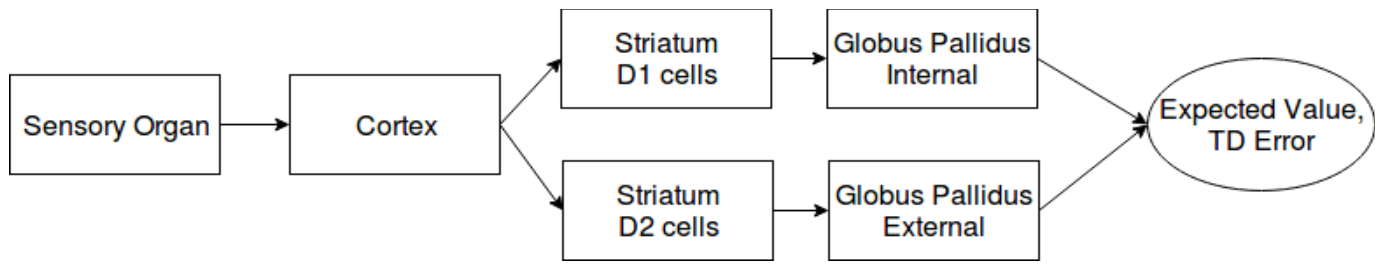 Sensory Organ
Cortex
Striatum
D1 cells
Globus Pallidus
Internal
Striatum
D2 cells
Globus Pallidus
External
Expected Value,
TD Error